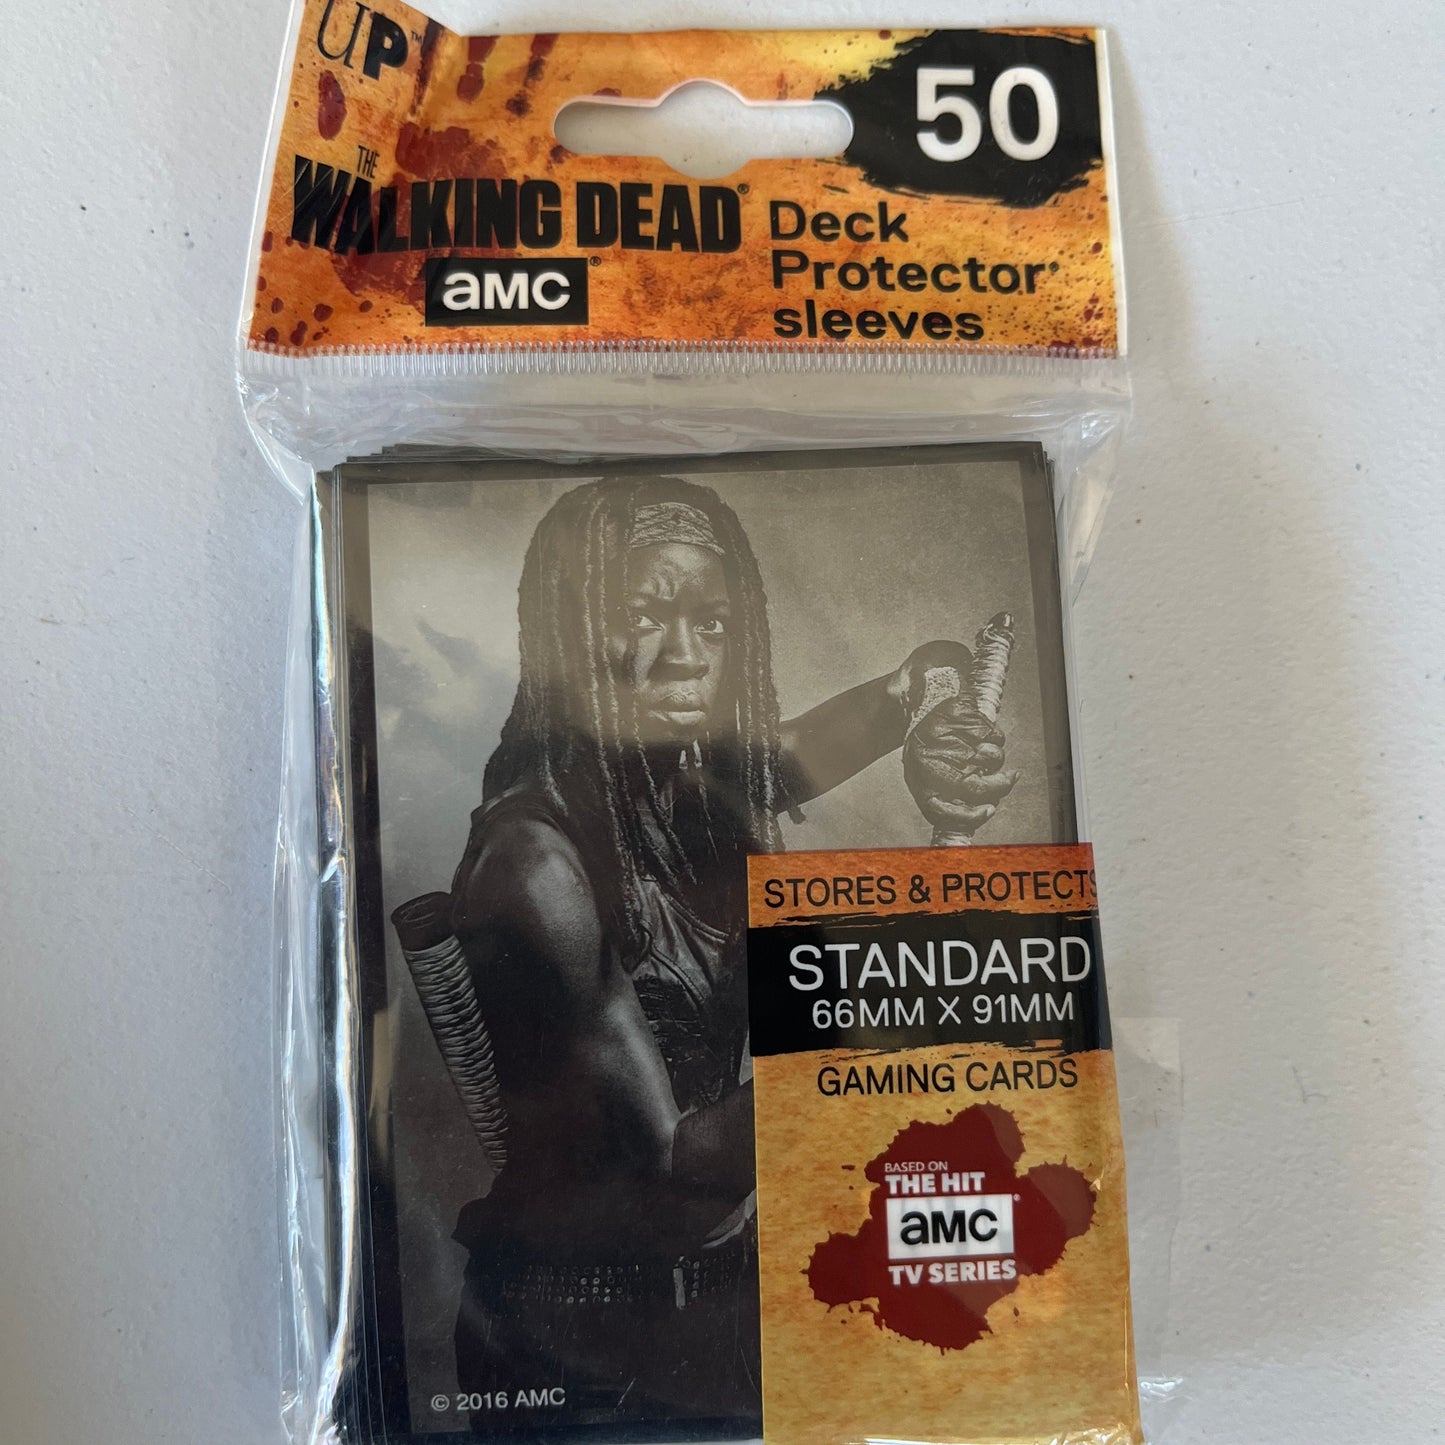 UP™
50
THE
WALKING DEAD®
aMC®
Deck
Protector®
sleeves
STORES & PROTECTS
STANDARD
66MM X 91MM
GAMING CARDS
BASED ON
THE HIT
aMC®
TV SERIES
© 2016 AMC